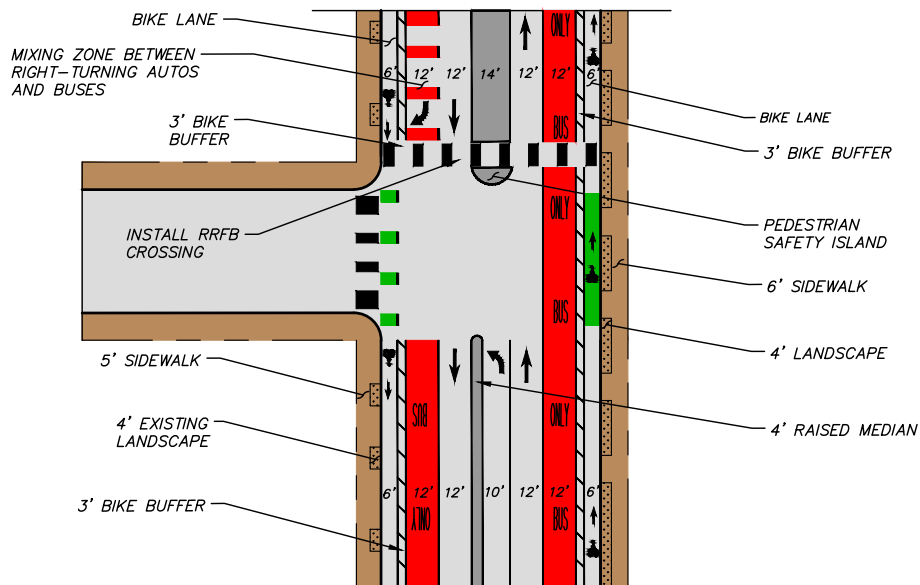 BIKE LANE
MIXING ZONE BETWEEN
RIGHT-TURNING AUTOS
AND BUSES
3' BIKE
BUFFER
6' 12' 12' 14' 12' 12' 6'
ONLY
BUS
BIKE LANE
3' BIKE BUFFER
INSTALL RRFB
CROSSING
ONLY
BUS
PEDESTRIAN
SAFETY ISLAND
6' SIDEWALK
4' LANDSCAPE
5' SIDEWALK
4' EXISTING
LANDSCAPE
3' BIKE BUFFER
BUS
ONLY
ONLY
BUS
4' RAISED MEDIAN
6' 12' 12' 10' 12' 12' 6'